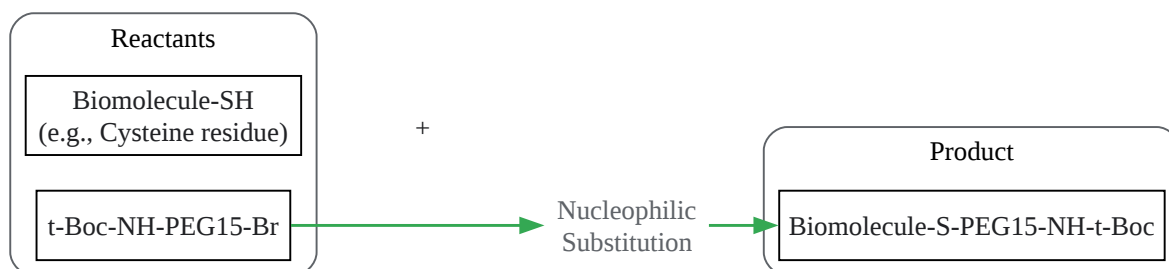 Reactants
Biomolecule-SH
(e.g., Cysteine residue)
+
t-Boc-NH-PEG15-Br
Nucleophilic
Substitution
Product
Biomolecule-S-PEG15-NH-t-Boc